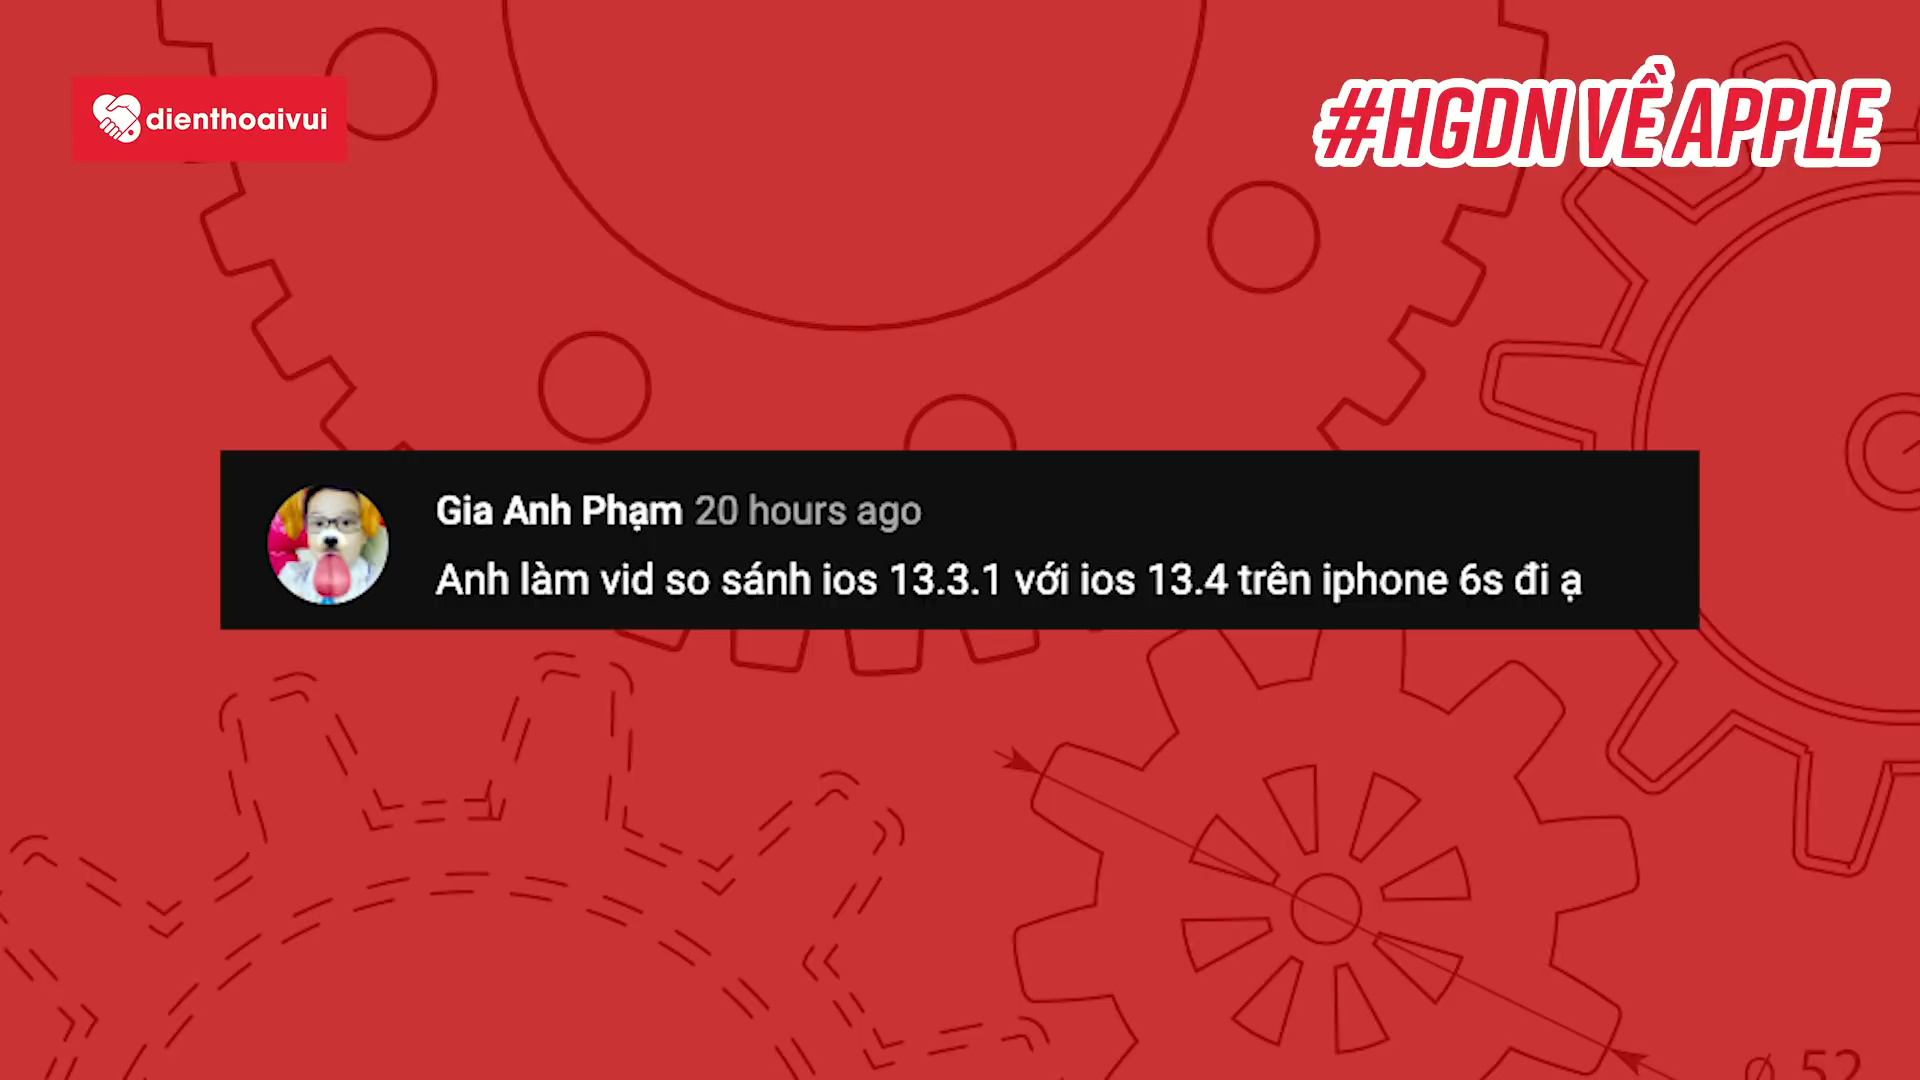 dienthoaivui
#HGDN VỀ APPLE
Gia Anh Phạm 20 hours ago
Anh làm vid so sánh ios 13.3.1 với ios 13.4 trên iphone 6s đi ạ
ø 52